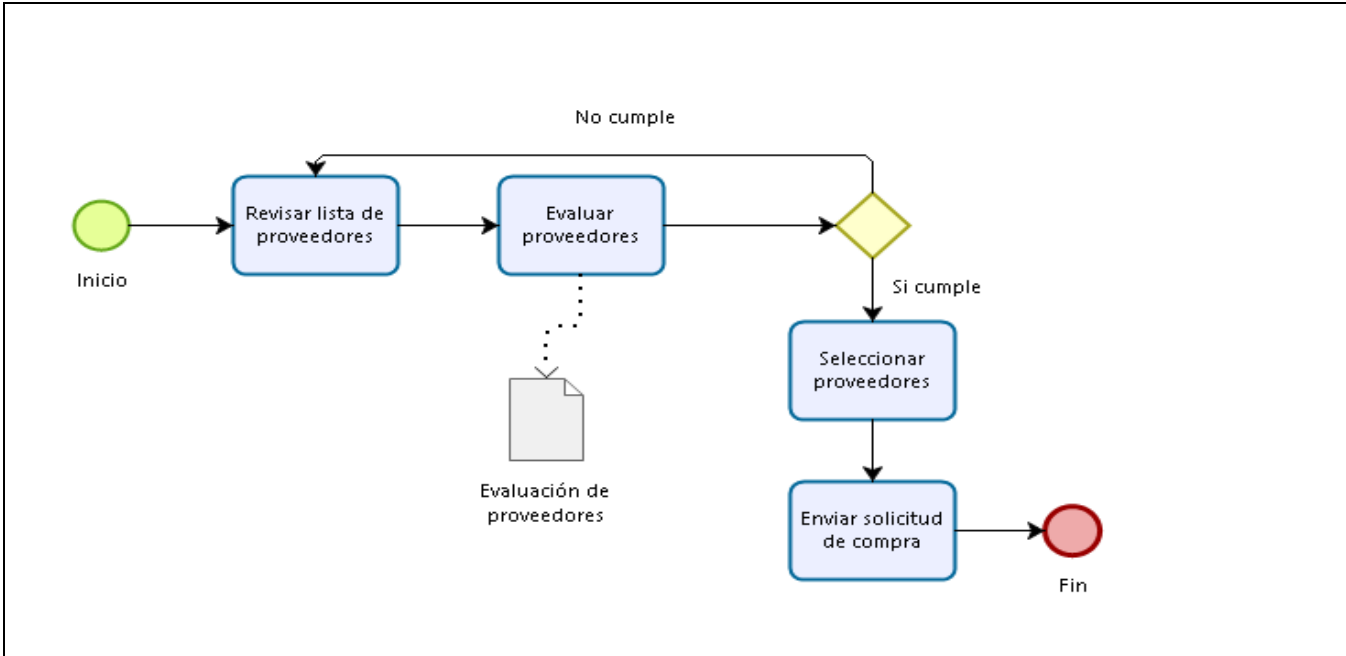 No cumple
Revisar lista de
proveedores
Evaluar
proveedores
Inicio
Si cumple
Seleccionar
proveedores
Evaluación de
proveedores
Enviar solicitud
de compra
Fin